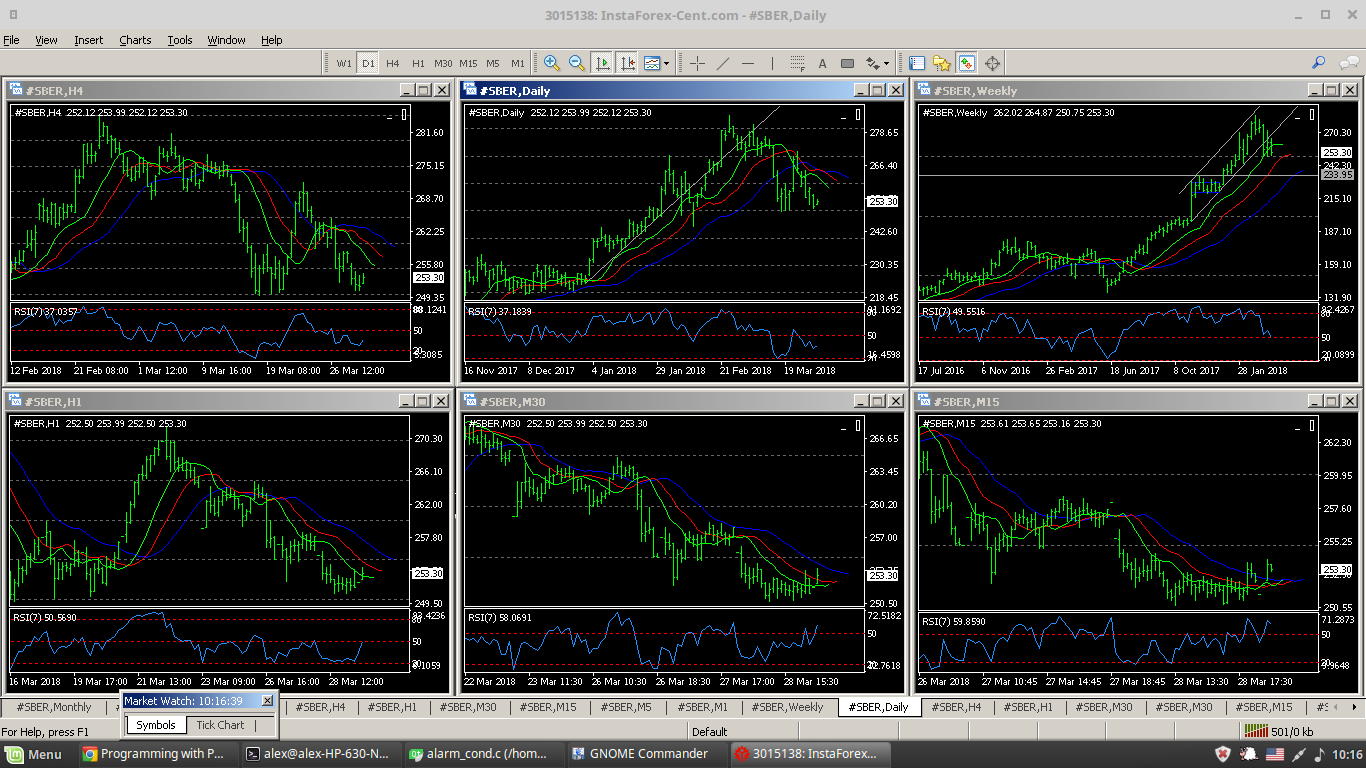 3015138: InstaForex-Cent.com - #SBER,Daily
File View Insert Charts Tools Window Help
W1 D1 H4 H1 M30 M15 M5 M1
#SBER,H4
#SBER,H4 252.12 253.99 252.12 253.30
281.60
275.15
268.70
262.25
255.80
253.30
249.35
RSI(7) 37.0357
50
12 Feb 2018 21 Feb 08:00 1 Mar 12:00 9 Mar 16:00 19 Mar 08:00 26 Mar 12:00
#SBER,Daily
#SBER,Daily 252.12 253.99 252.12 253.30
278.65
266.40
253.30
242.60
230.35
218.45
RSI(7) 37.1839
50
16 Nov 2017 8 Dec 2017 4 Jan 2018 29 Jan 2018 21 Feb 2018 19 Mar 2018
#SBER,Weekly
#SBER,Weekly 262.02 264.87 250.75 253.30
270.30
253.30
242.30
233.95
215.10
187.10
159.10
131.90
RSI(7) 49.5516
50
17 Jul 2016 6 Nov 2016 26 Feb 2017 18 Jun 2017 8 Oct 2017 28 Jan 2018
#SBER,H1
#SBER,H1 252.50 253.99 252.50 253.30
270.30
266.10
262.00
257.80
253.30
249.50
RSI(7) 50.5690
50
16 Mar 2018 19 Mar 17:00 21 Mar 13:00 23 Mar 09:00 26 Mar 16:00 28 Mar 12:00
#SBER,M30
#SBER,M30 252.50 253.99 252.50 253.30
266.65
263.45
260.20
257.00
253.30
250.50
RSI(7) 58.0691
72.5182
50
22 Mar 2018 23 Mar 11:30 26 Mar 10:30 27 Mar 09:00 27 Mar 17:00 28 Mar 15:30
#SBER,M15
#SBER,M15 253.61 253.65 253.16 253.30
262.30
259.95
257.60
255.25
253.30
250.55
RSI(7) 59.8590
71.2873
50
26 Mar 2018 27 Mar 10:45 27 Mar 14:45 27 Mar 18:45 28 Mar 13:30 28 Mar 17:30
Market Watch: 10:16:39
Symbols Tick Chart
#SBER,Monthly #SBER,H4 #SBER,H1 #SBER,M30 #SBER,M15 #SBER,M5 #SBER,M1 #SBER,Weekly #SBER,Daily #SBER,H4 #SBER,H1 #SBER,M30 #SBER,M30 #SBER,M15
For Help, press F1 Default 501/0 kb
Menu Programming with P... alex@alex-HP-630-N... alarm_cond.c (/hom... GNOME Commander 3015138: InstaForex... 10:16